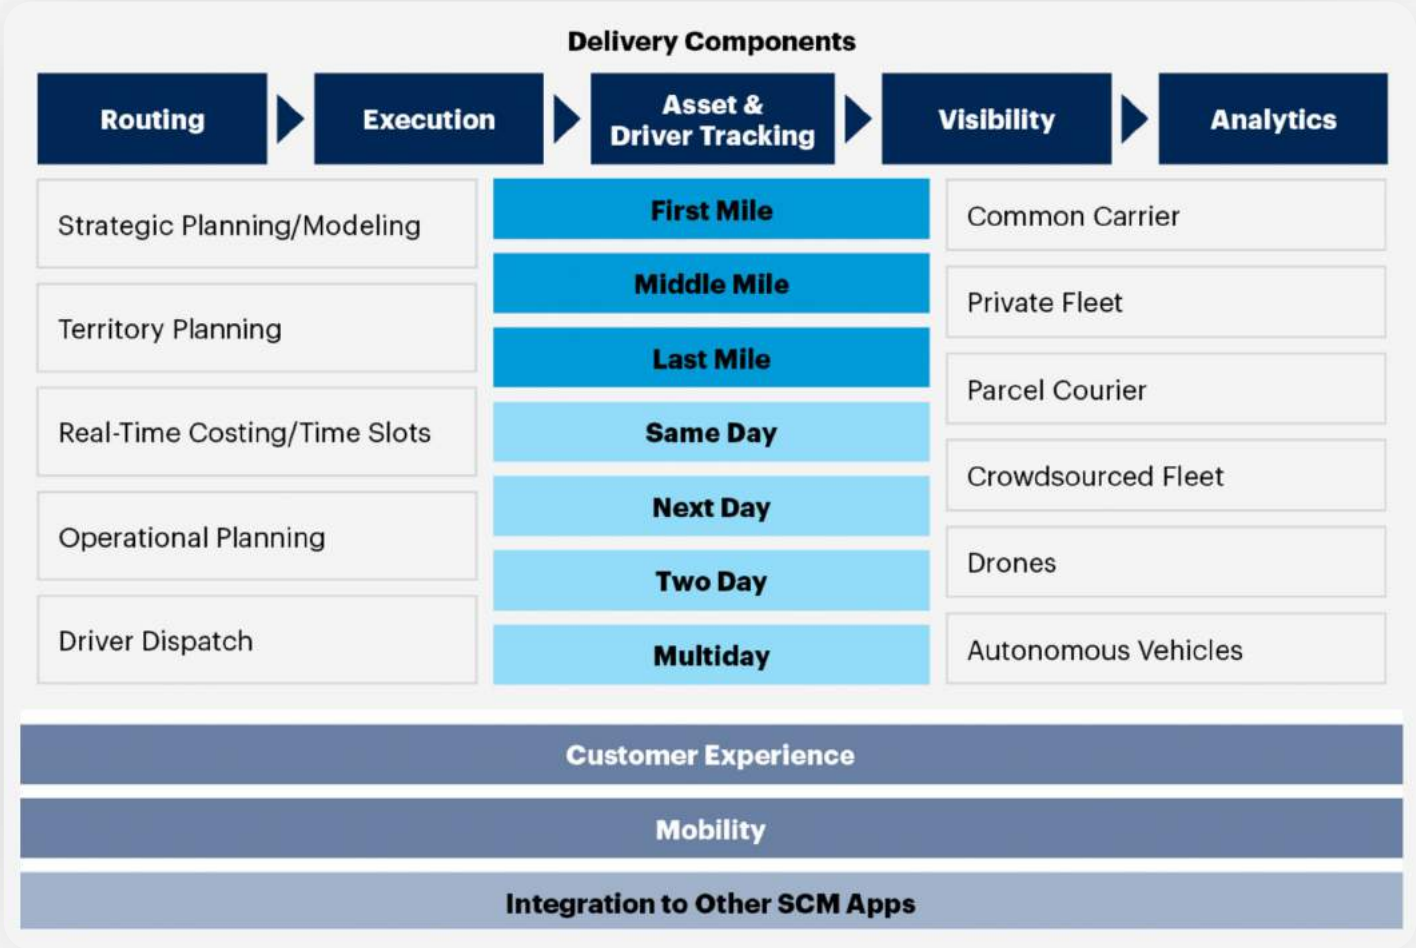 Delivery Components
Routing
Execution
Asset &
Driver Tracking
Visibility
Analytics
Strategic Planning/Modeling
Territory Planning
Real-Time Costing/Time Slots
Operational Planning
Driver Dispatch
First Mile
Middle Mile
Last Mile
Same Day
Next Day
Two Day
Multiday
Common Carrier
Private Fleet
Parcel Courier
Crowdsourced Fleet
Drones
Autonomous Vehicles
Customer Experience
Mobility
Integration to Other SCM Apps